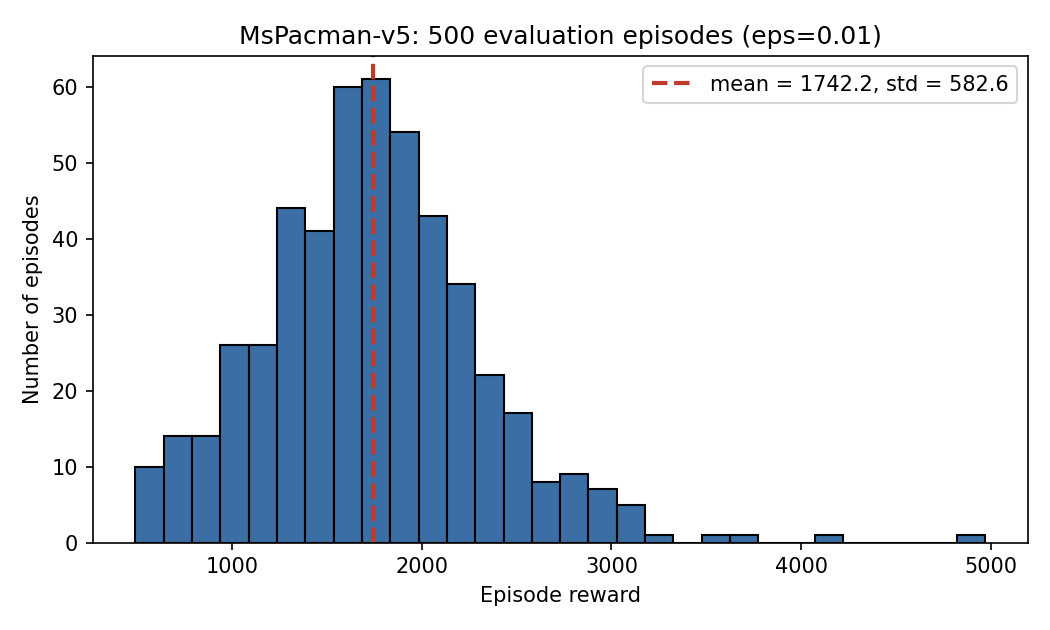 MsPacman-v5: 500 evaluation episodes (eps=0.01)
mean = 1742.2, std = 582.6
Number of episodes
60
50
40
30
20
10
0
1000 2000 3000 4000 5000
Episode reward